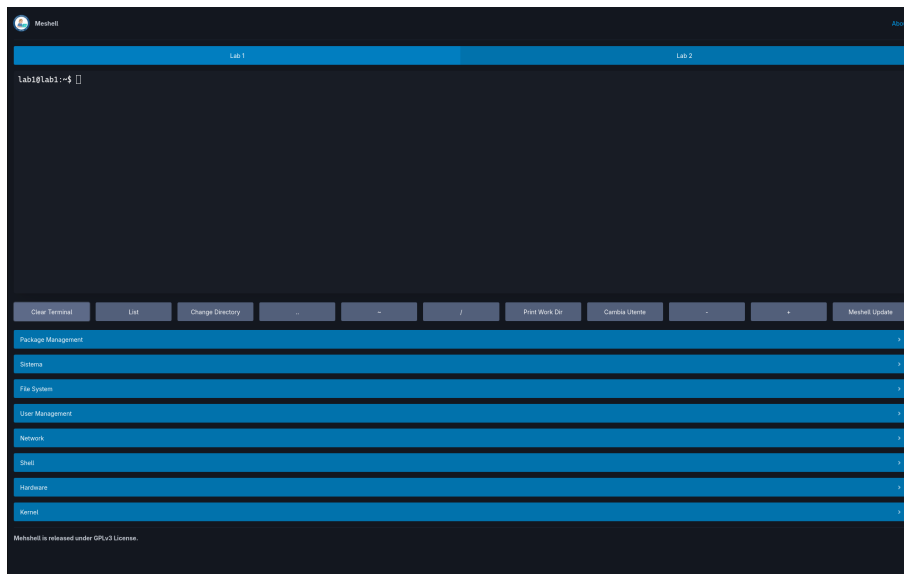 Meshell
Lab 1
Lab 2
lab1@lab1:~$
Clear Terminal
List
Change Directory
..
~
/
Print Work Dir
Cambia Utente
-
+
Meshell Update
Package Management
Sistema
File System
User Management
Network
Shell
Hardware
Kernel
Mehshell is released under GPLv3 License.